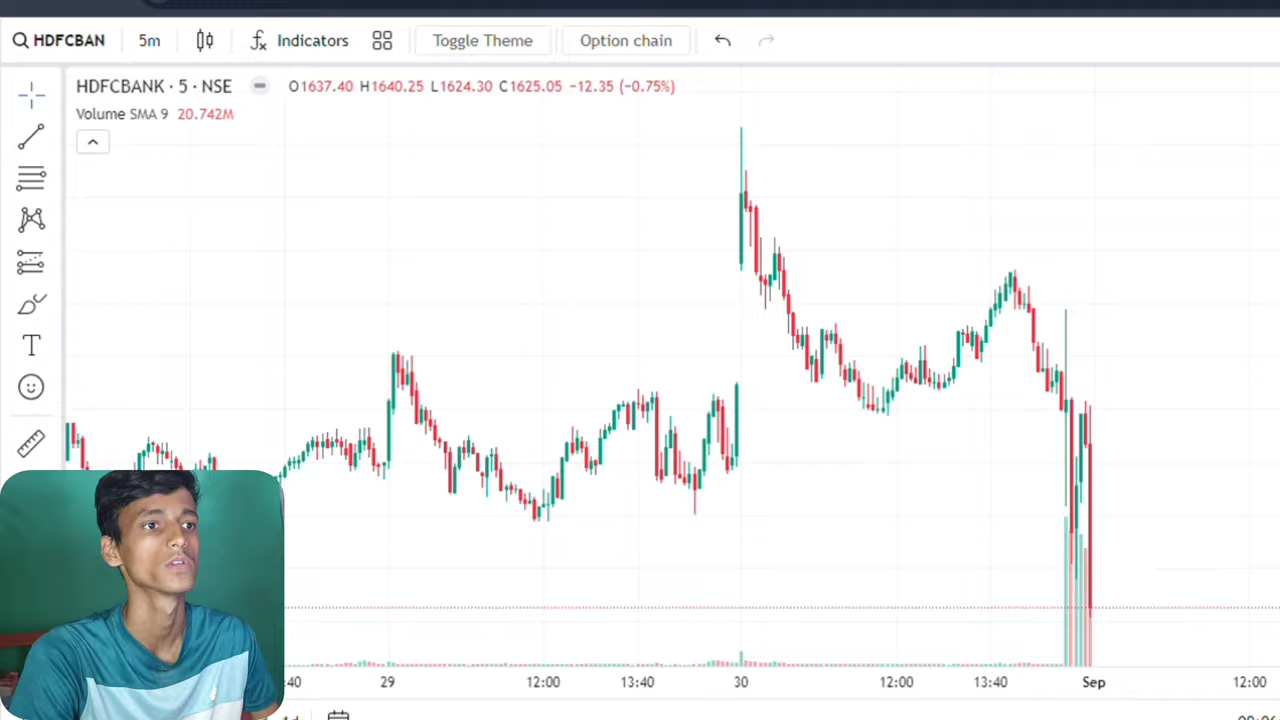 HDFCBAN 5m Indicators Toggle Theme Option chain
HDFCBANK · 5 · NSE O1637.40 H1640.25 L1624.30 C1625.05 −12.35 (−0.75%)
Volume SMA 9 20.742M
T
:40 29 12:00 13:40 30 12:00 13:40 Sep 12:00